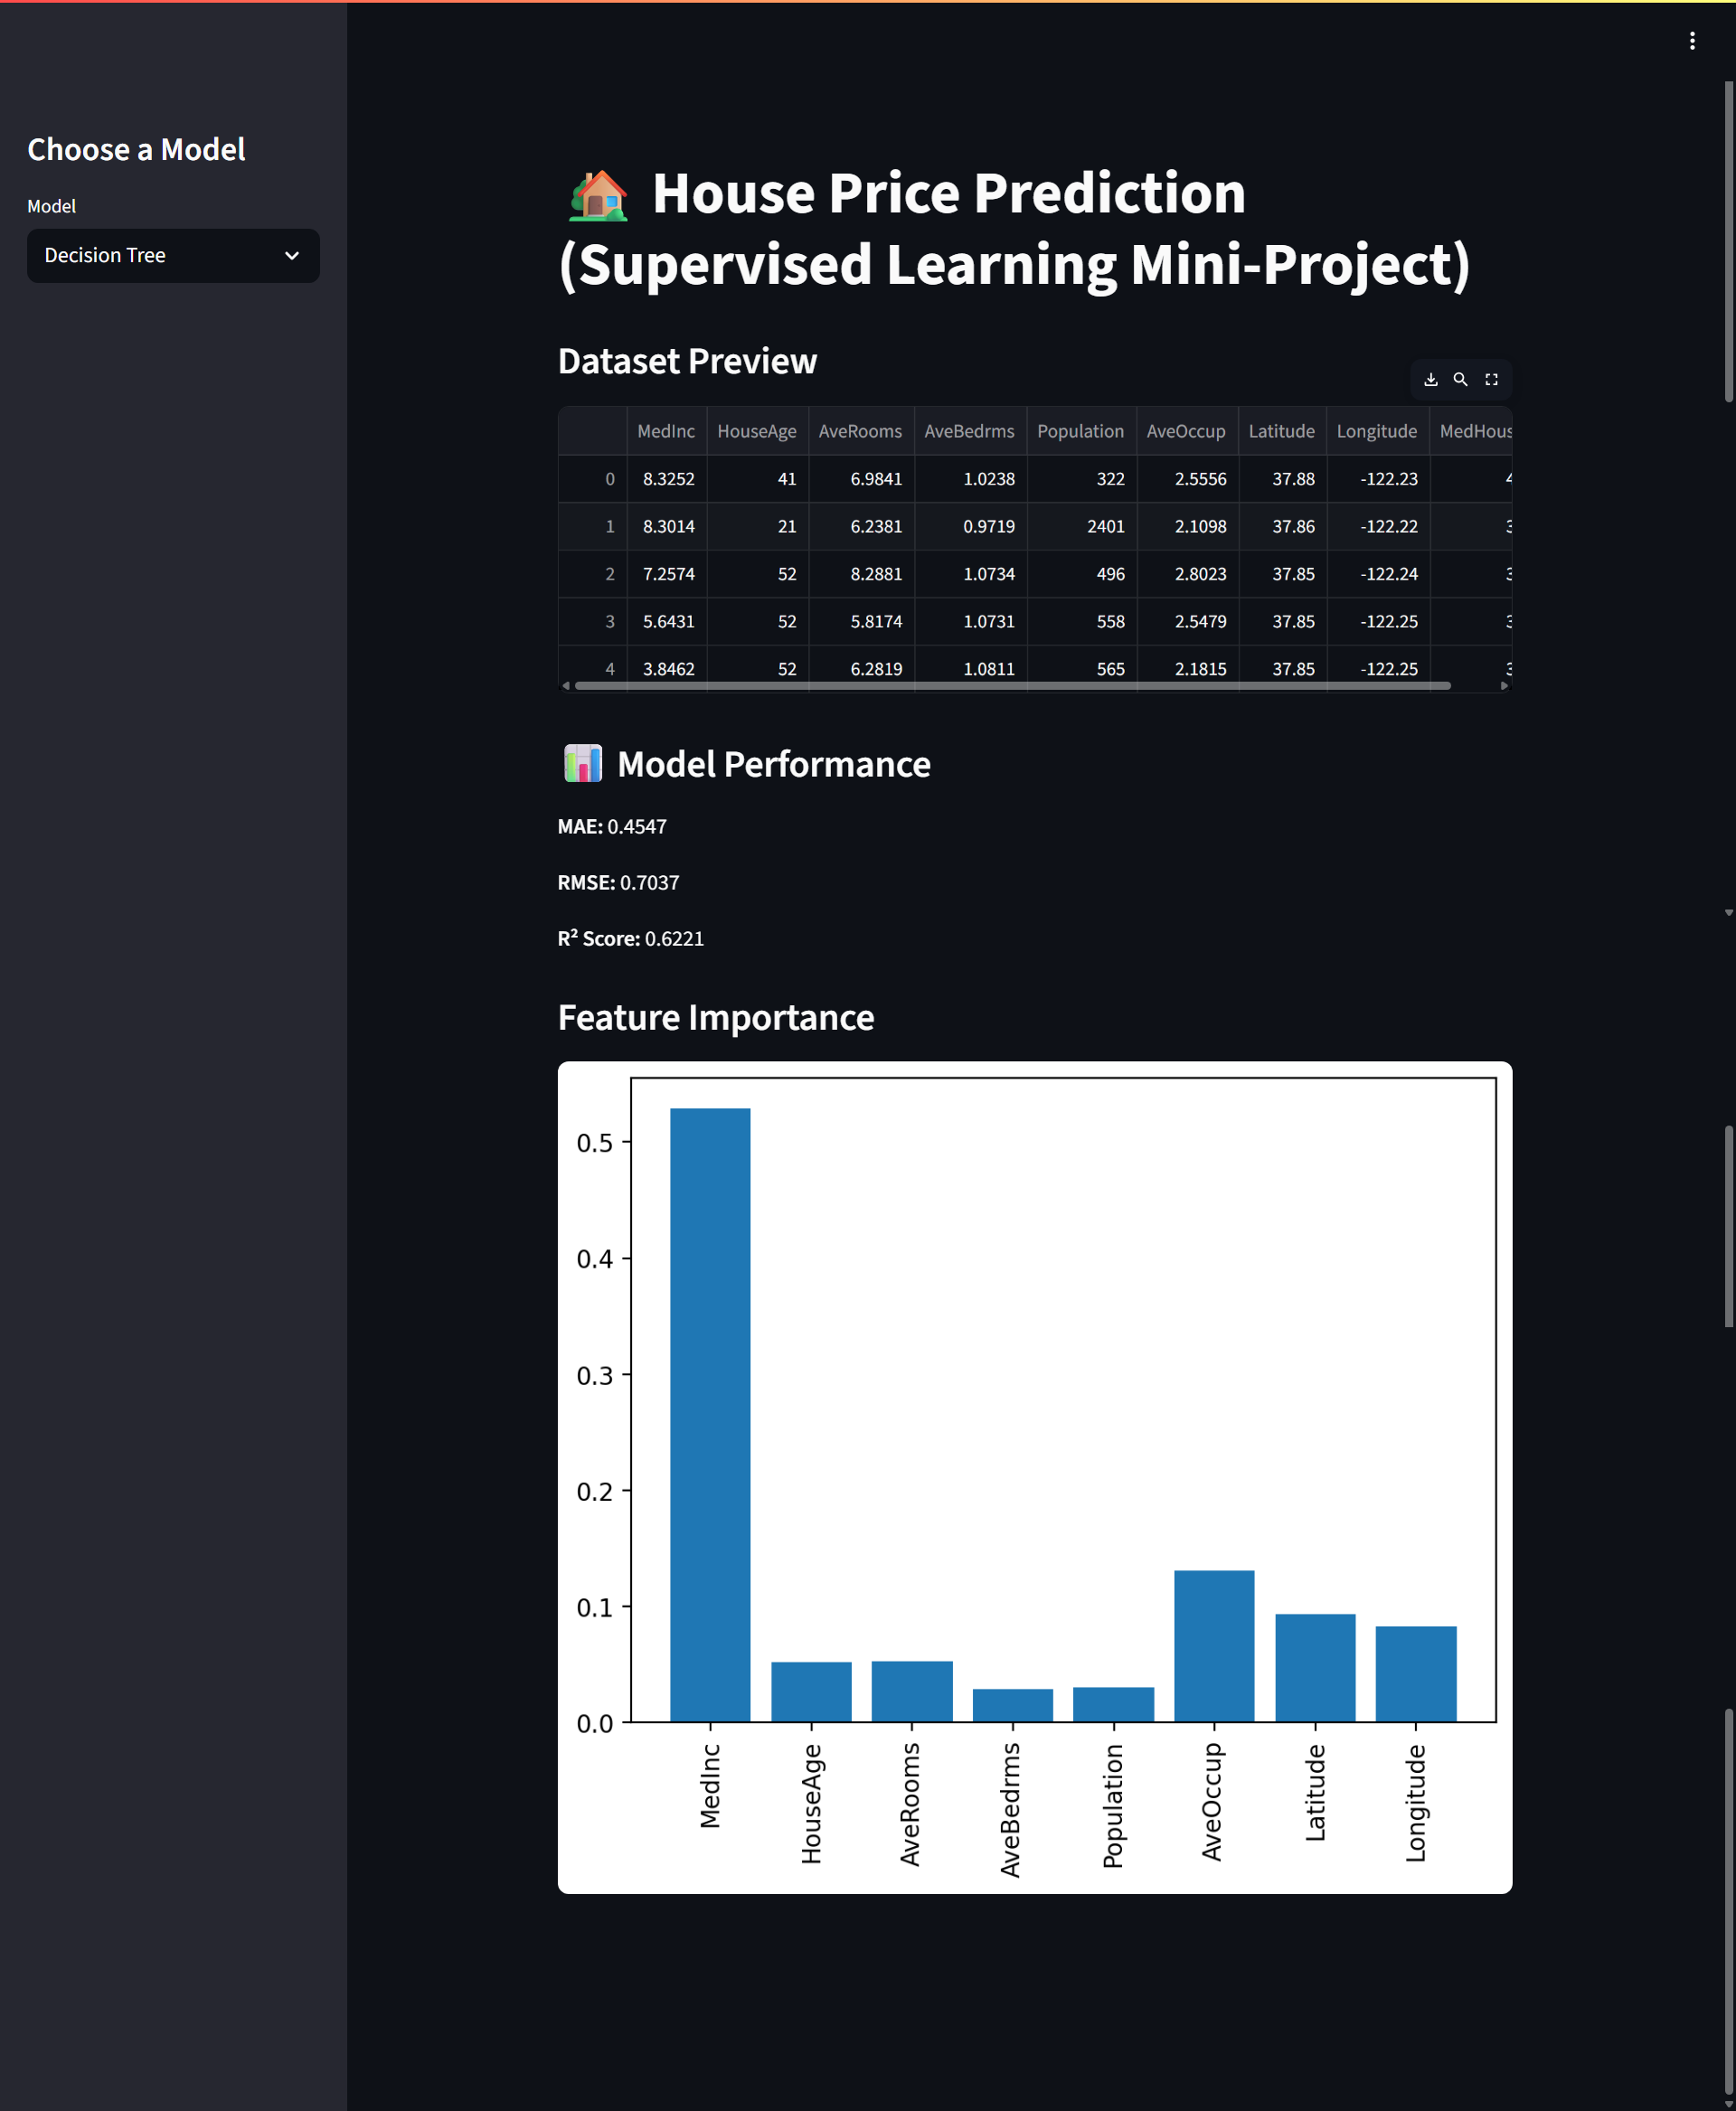 Choose a Model
Model
Decision Tree
House Price Prediction
(Supervised Learning Mini-Project)
Dataset Preview
MedInc HouseAge AveRooms AveBedrms Population AveOccup Latitude Longitude MedHous
0 8.3252 41 6.9841 1.0238 322 2.5556 37.88 -122.23
1 8.3014 21 6.2381 0.9719 2401 2.1098 37.86 -122.22
2 7.2574 52 8.2881 1.0734 496 2.8023 37.85 -122.24
3 5.6431 52 5.8174 1.0731 558 2.5479 37.85 -122.25
4 3.8462 52 6.2819 1.0811 565 2.1815 37.85 -122.25
Model Performance
MAE: 0.4547
RMSE: 0.7037
R² Score: 0.6221
Feature Importance
0.5
0.4
0.3
0.2
0.1
0.0
MedInc
HouseAge
AveRooms
AveBedrms
Population
AveOccup
Latitude
Longitude